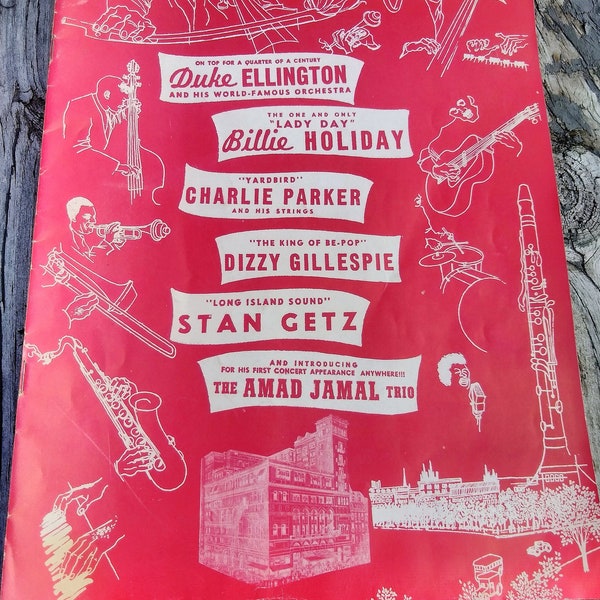 ON TOP FOR A QUARTER OF A CENTURY
Duke ELLINGTON
AND HIS WORLD-FAMOUS ORCHESTRA
THE ONE AND ONLY
"LADY DAY"
Billie HOLIDAY
"YARDBIRD"
CHARLIE PARKER
AND HIS STRINGS
"THE KING OF BE-POP"
DIZZY GILLESPIE
"LONG ISLAND SOUND"
STAN GETZ
AND INTRODUCING
FOR HIS FIRST CONCERT APPEARANCE ANYWHERE!!!
THE AMAD JAMAL TRIO